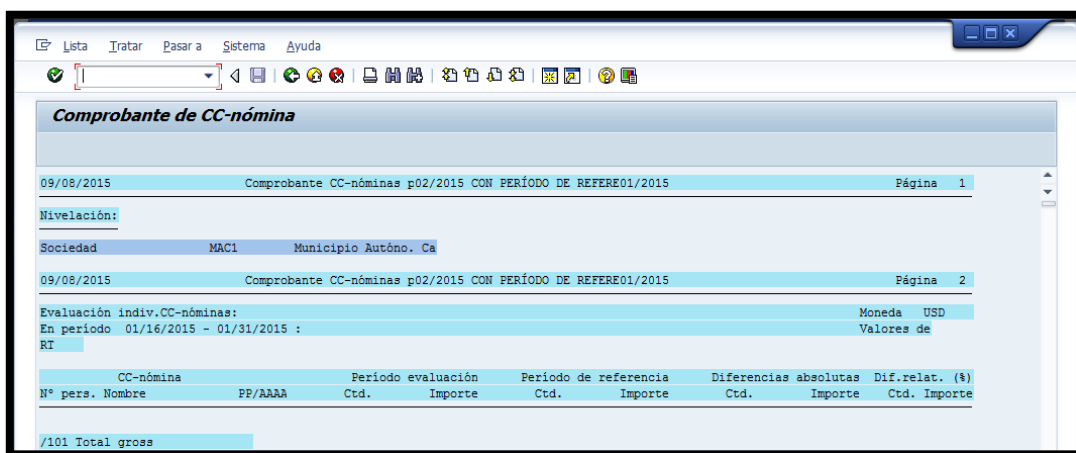 Lista Tratar Pasar a Sistema Ayuda
Comprobante de CC-nómina
09/08/2015 Comprobante CC-nóminas p02/2015 CON PERÍODO DE REFERE01/2015 Página 1
Nivelación:
Sociedad MAC1 Municipio Autóno. Ca
09/08/2015 Comprobante CC-nóminas p02/2015 CON PERÍODO DE REFERE01/2015 Página 2
Evaluación indiv.CC-nóminas: Moneda USD
En período 01/16/2015 - 01/31/2015 : Valores de
RT
CC-nómina Período evaluación Período de referencia Diferencias absolutas Dif.relat. (%)
Nº pers. Nombre PP/AAAA Ctd. Importe Ctd. Importe Ctd. Importe Ctd. Importe
/101 Total gross